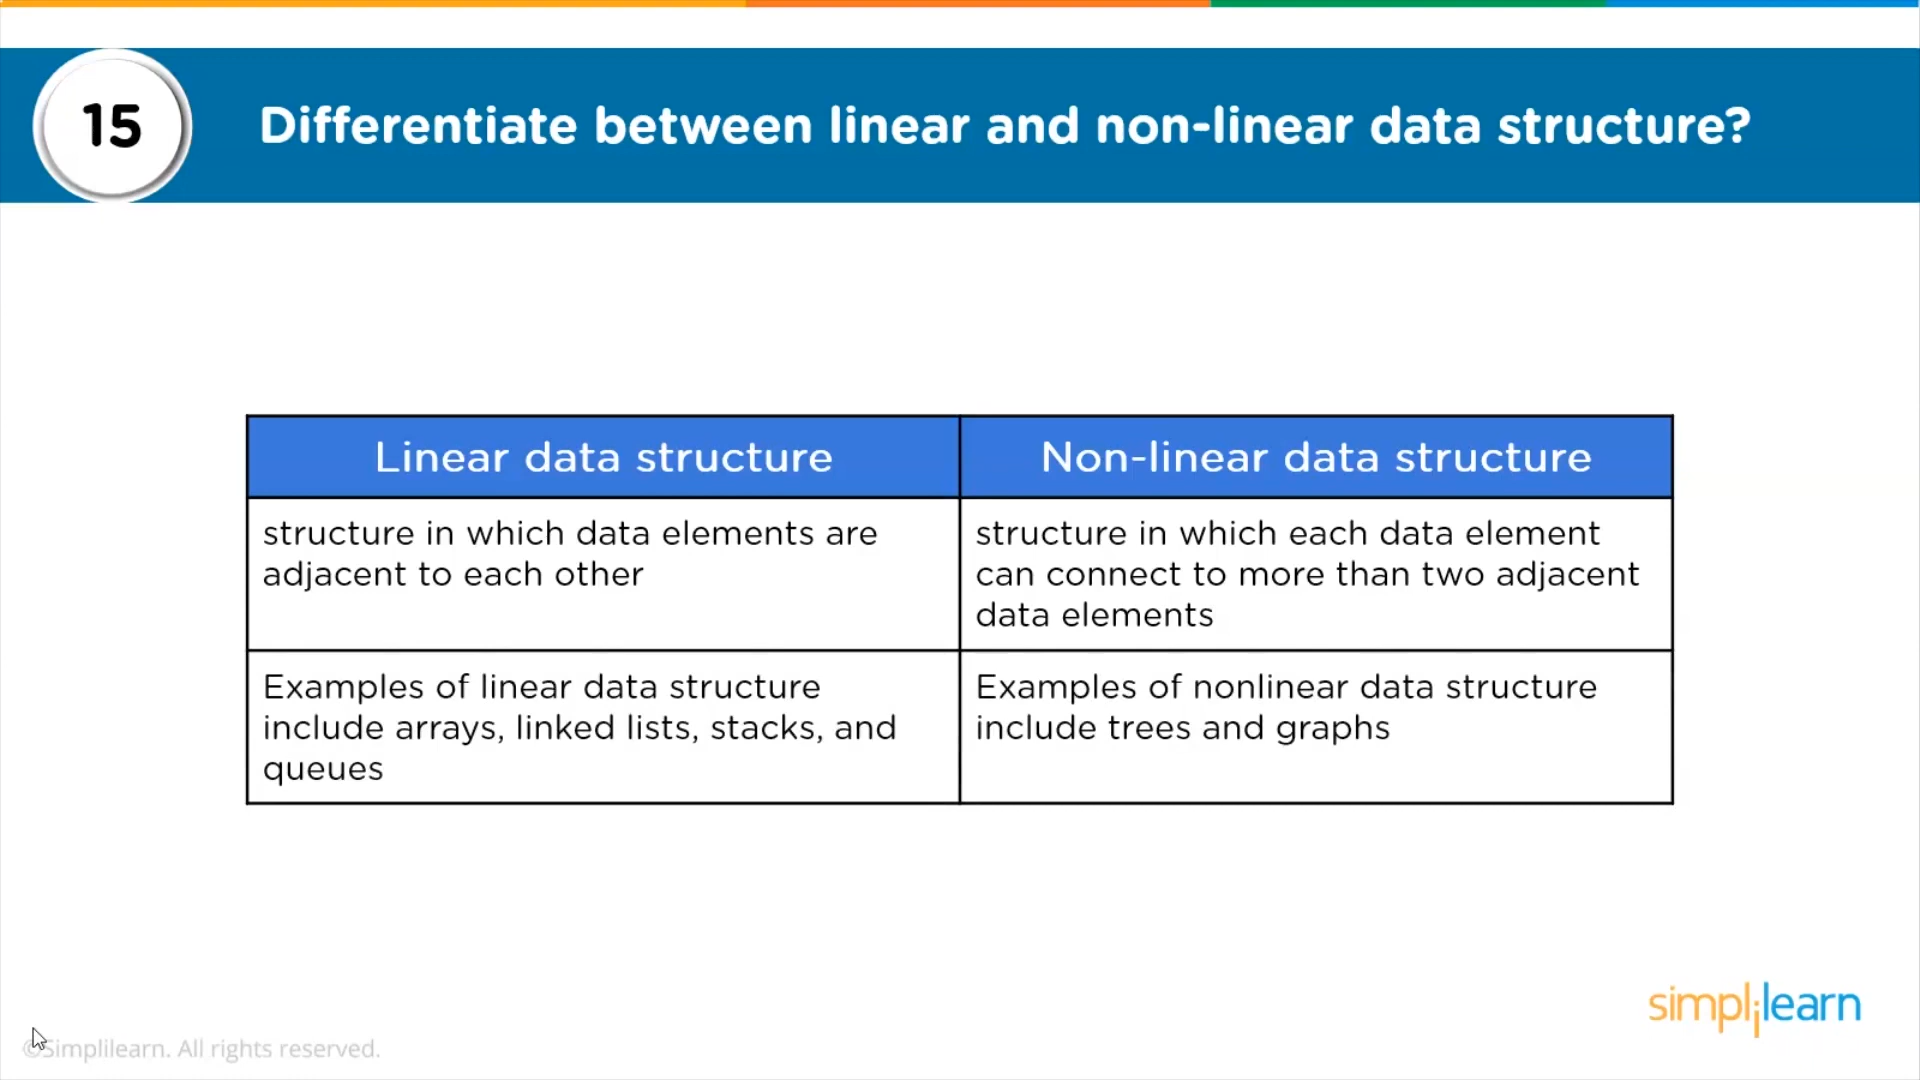 15
Differentiate between linear and non-linear data structure?
Linear data structure
Non-linear data structure
structure in which data elements are
adjacent to each other
structure in which each data element
can connect to more than two adjacent
data elements
Examples of linear data structure
include arrays, linked lists, stacks, and
queues
Examples of nonlinear data structure
include trees and graphs
simplilearn
©Simplilearn. All rights reserved.